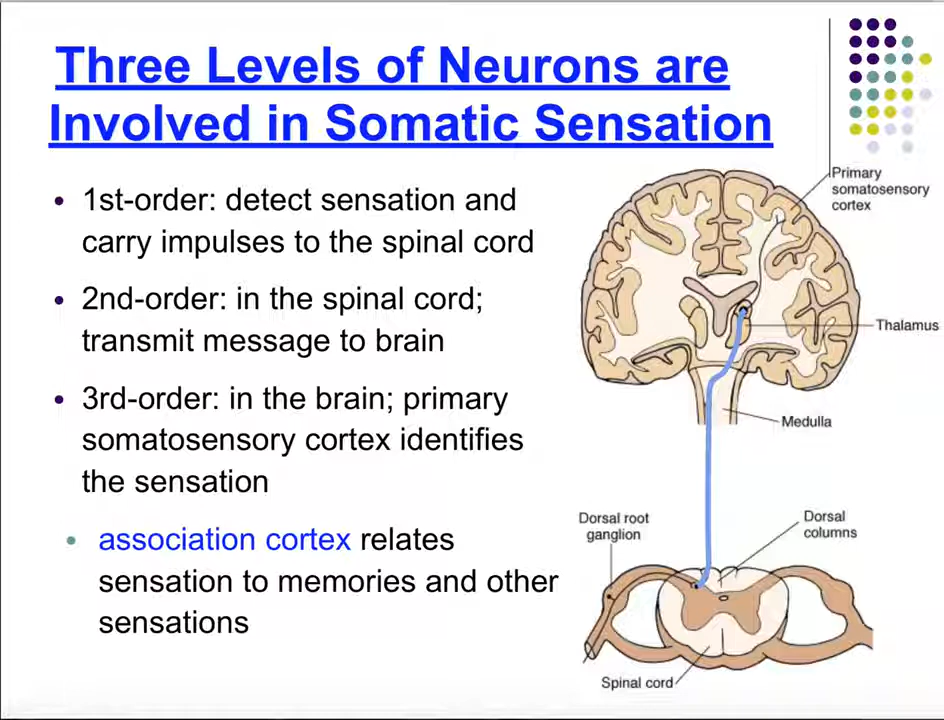 Three Levels of Neurons are
Involved in Somatic Sensation
• 1st-order: detect sensation and
carry impulses to the spinal cord
• 2nd-order: in the spinal cord;
transmit message to brain
• 3rd-order: in the brain; primary
somatosensory cortex identifies
the sensation
• association cortex relates
sensation to memories and other
sensations
Primary
somatosensory
cortex
Thalamus
Medulla
Dorsal root
ganglion
Dorsal
columns
Spinal cord